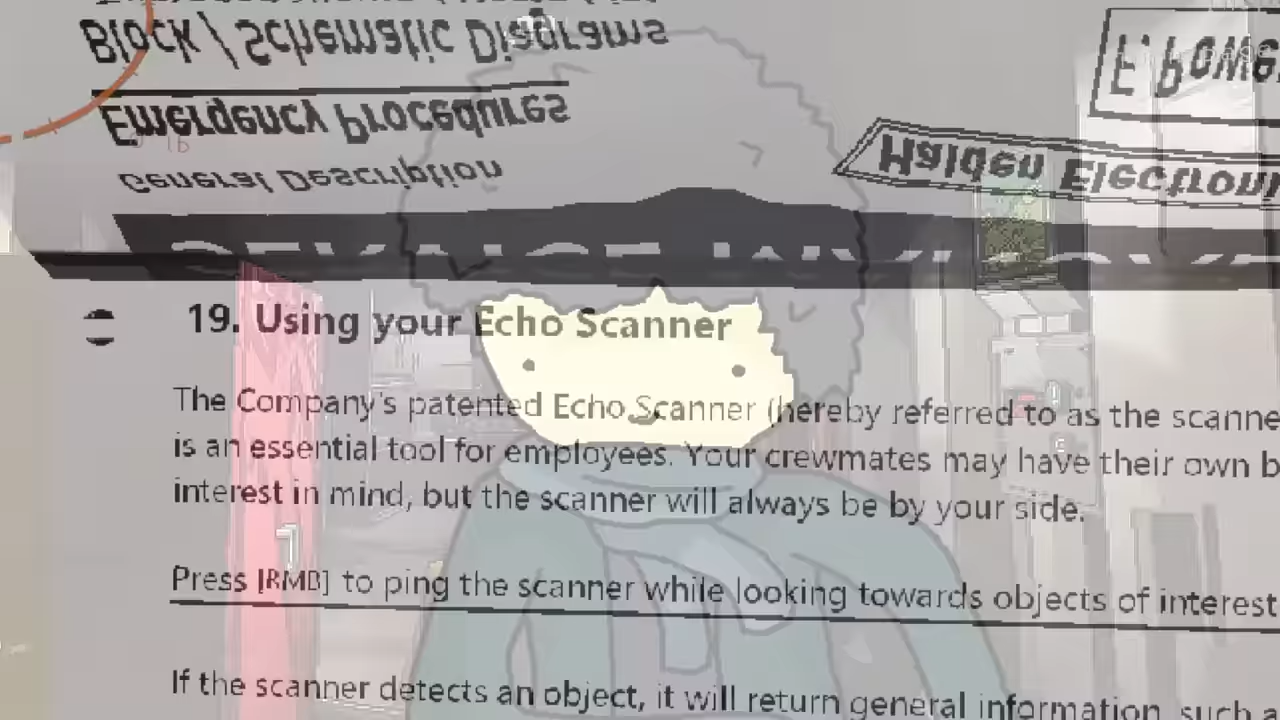 Block / Schematic Diagrams
Emergency Procedures
General Description
Halden
19. Using your Echo Scanner
The Company's patented Echo Scanner (hereby referred to as the
is an essential tool for employees. Your crewmates may have their own
interest in mind, but the scanner will always be by your side.
Press [RMB] to ping the scanner while looking towards objects of interest
If the scanner detects an object, it will return general information, such